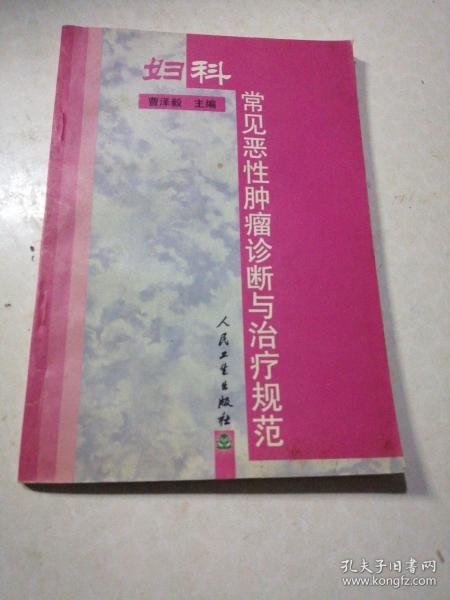 妇科
曹泽毅 主编
常见恶性肿瘤诊断与治疗规范
人民卫生出版社
孔夫子旧书网
www.kongfz.com